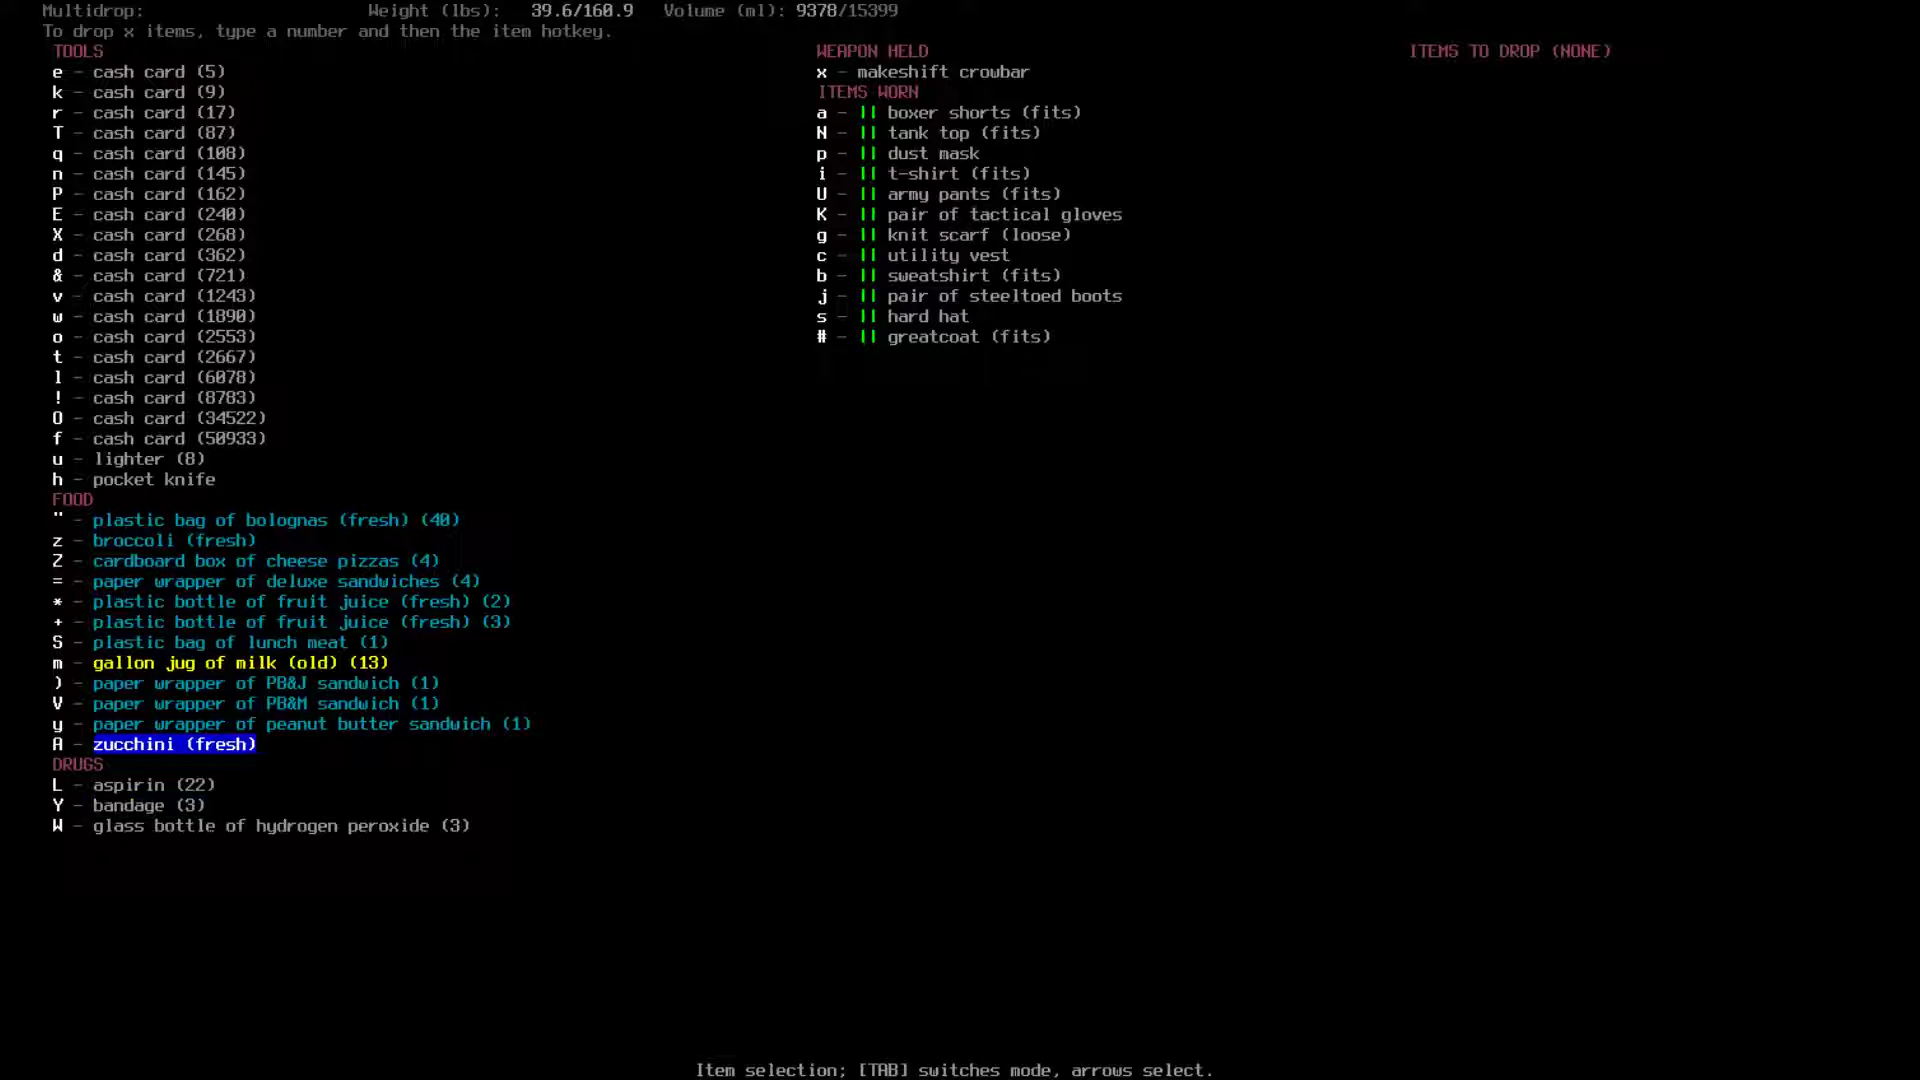 Multidrop: Weight (lbs): 39.6/160.9 Volume (ml): 9378/15399
To drop x items, type a number and then the item hotkey.
TOOLS
e - cash card (5)
k - cash card (9)
r - cash card (17)
T - cash card (87)
q - cash card (108)
n - cash card (145)
P - cash card (162)
E - cash card (240)
X - cash card (268)
d - cash card (362)
& - cash card (721)
v - cash card (1243)
w - cash card (1890)
o - cash card (2553)
t - cash card (2667)
l - cash card (6078)
! - cash card (8783)
O - cash card (34522)
f - cash card (50933)
u - lighter (8)
h - pocket knife
FOOD
" - plastic bag of bolognas (fresh) (40)
z - broccoli (fresh)
Z - cardboard box of cheese pizzas (4)
= - paper wrapper of deluxe sandwiches (4)
* - plastic bottle of fruit juice (fresh) (2)
+ - plastic bottle of fruit juice (fresh) (3)
S - plastic bag of lunch meat (1)
m - gallon jug of milk (old) (13)
) - paper wrapper of PB&J sandwich (1)
V - paper wrapper of PB&M sandwich (1)
y - paper wrapper of peanut butter sandwich (1)
A - zucchini (fresh)
DRUGS
L - aspirin (22)
Y - bandage (3)
W - glass bottle of hydrogen peroxide (3)
WEAPON HELD
x - makeshift crowbar
ITEMS WORN
a - || boxer shorts (fits)
N - || tank top (fits)
p - || dust mask
i - || t-shirt (fits)
U - || army pants (fits)
K - || pair of tactical gloves
g - || knit scarf (loose)
c - || utility vest
b - || sweatshirt (fits)
j - || pair of steeltoed boots
s - || hard hat
# - || greatcoat (fits)
ITEMS TO DROP (NONE)
Item selection; [TAB] switches mode, arrows select.